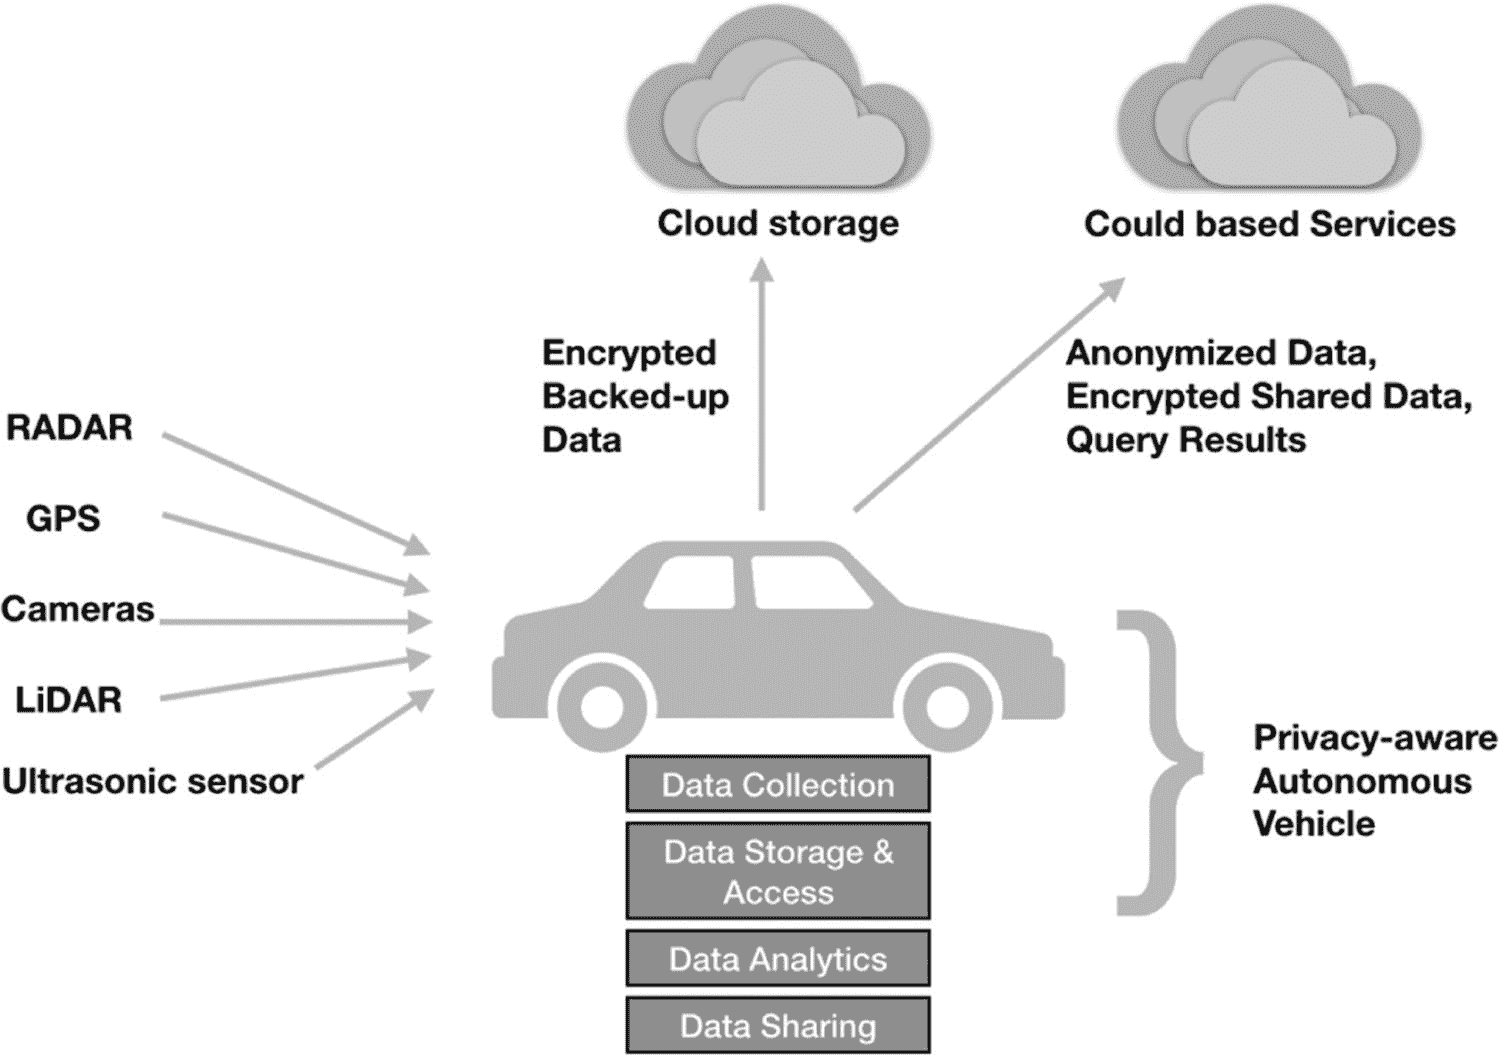 Cloud storage
Could based Services
Encrypted
Backed-up
Data
Anonymized Data,
Encrypted Shared Data,
Query Results
RADAR
GPS
Cameras
LiDAR
Ultrasonic sensor
Privacy-aware
Autonomous
Vehicle
Data Collection
Data Storage &
Access
Data Analytics
Data Sharing